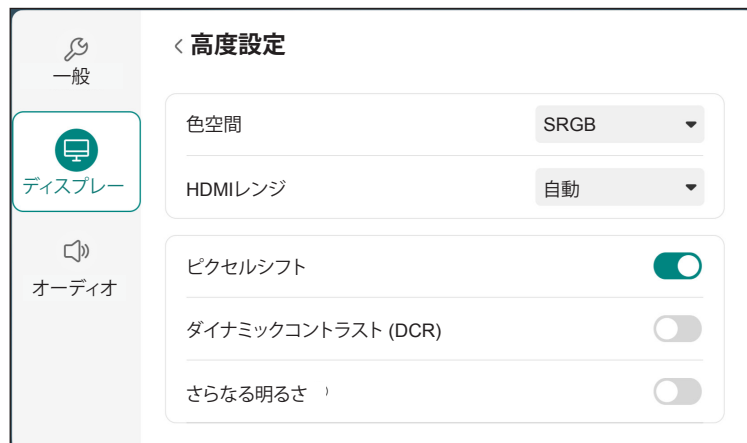 一般
ディスプレー
オーディオ
高度設定
色空間 SRGB
HDMIレンジ 自動
ピクセルシフト
ダイナミックコントラスト (DCR)
さらなる明るさ )